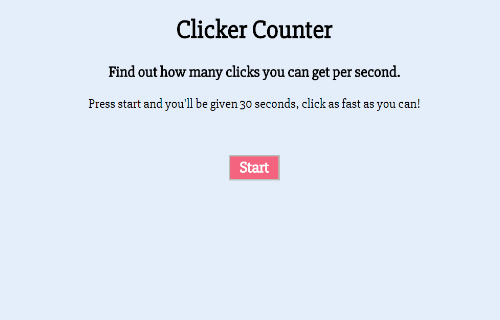 Clicker Counter
Find out how many clicks you can get per second.
Press start and you'll be given 30 seconds, click as fast as you can!
Start